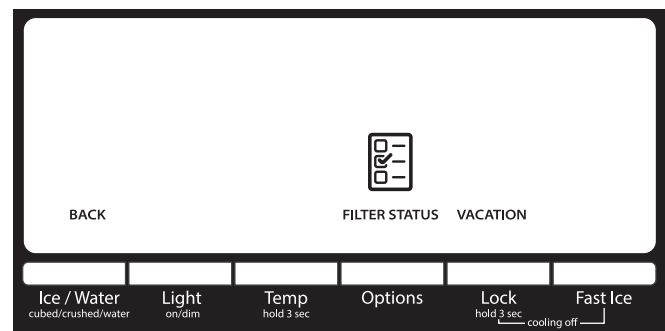 BACK FILTER STATUS VACATION
Ice / Water Light Temp Options Lock Fast Ice
cubed/crushed/water on/dim hold 3 sec hold 3 sec
cooling off